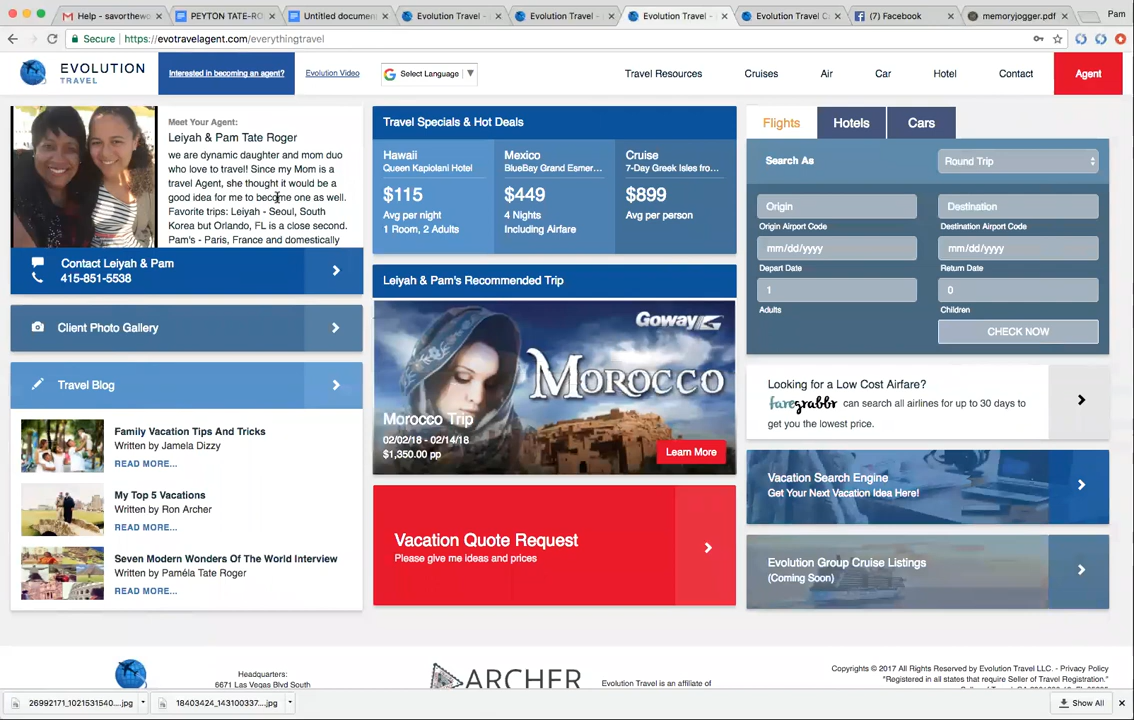 Help - savorthewo
PEYTON TATE-RO
Untitled documen
Evolution Travel -
Evolution Travel -
Evolution Travel -
Evolution Travel C
(7) Facebook
memoryjogger.pdf
Pam
Secure
https://evotravelagent.com/everythingtravel
EVOLUTION
TRAVEL
Interested in becoming an agent?
Evolution Video
Select Language
Travel Resources
Cruises
Air
Car
Hotel
Contact
Agent
Meet Your Agent:
Leiyah & Pam Tate Roger
we are dynamic daughter and mom duo
who love to travel! Since my Mom is a
travel Agent, she thought it would be a
good idea for me to become one as well.
Favorite trips: Leiyah - Seoul, South
Korea but Orlando, FL is a close second.
Pam's - Paris, France and domestically
Contact Leiyah & Pam
415-851-5538
Client Photo Gallery
Travel Blog
Family Vacation Tips And Tricks
Written by Jamela Dizzy
READ MORE...
My Top 5 Vacations
Written by Ron Archer
READ MORE...
Seven Modern Wonders Of The World Interview
Written by Paméla Tate Roger
READ MORE...
Travel Specials & Hot Deals
Hawaii
Queen Kapiolani Hotel
$115
Avg per night
1 Room, 2 Adults
Mexico
BlueBay Grand Esmer...
$449
4 Nights
Including Airfare
Cruise
7-Day Greek Isles fro...
$899
Avg per person
Leiyah & Pam's Recommended Trip
Goway
MOROCCO
Morocco Trip
02/02/18 - 02/14/18
$1,350.00 pp
Learn More
Vacation Quote Request
Please give me ideas and prices
Flights
Hotels
Cars
Search As
Round Trip
Origin
Destination
Origin Airport Code
Destination Airport Code
mm/dd/yyyy
mm/dd/yyyy
Depart Date
Return Date
1
0
Adults
Children
CHECK NOW
Looking for a Low Cost Airfare?
faregrabbr can search all airlines for up to 30 days to
get you the lowest price.
Vacation Search Engine
Get Your Next Vacation Idea Here!
Evolution Group Cruise Listings
(Coming Soon)
Headquarters:
6671 Las Vegas Blvd South
ARCHER
Evolution Travel is an affiliate of
Copyrights © 2017 All Rights Reserved by Evolution Travel LLC. - Privacy Policy
"Registered in all states that require Seller of Travel Registration."
26992171_1021531540....jpg
18403424_143100337....jpg
Show All